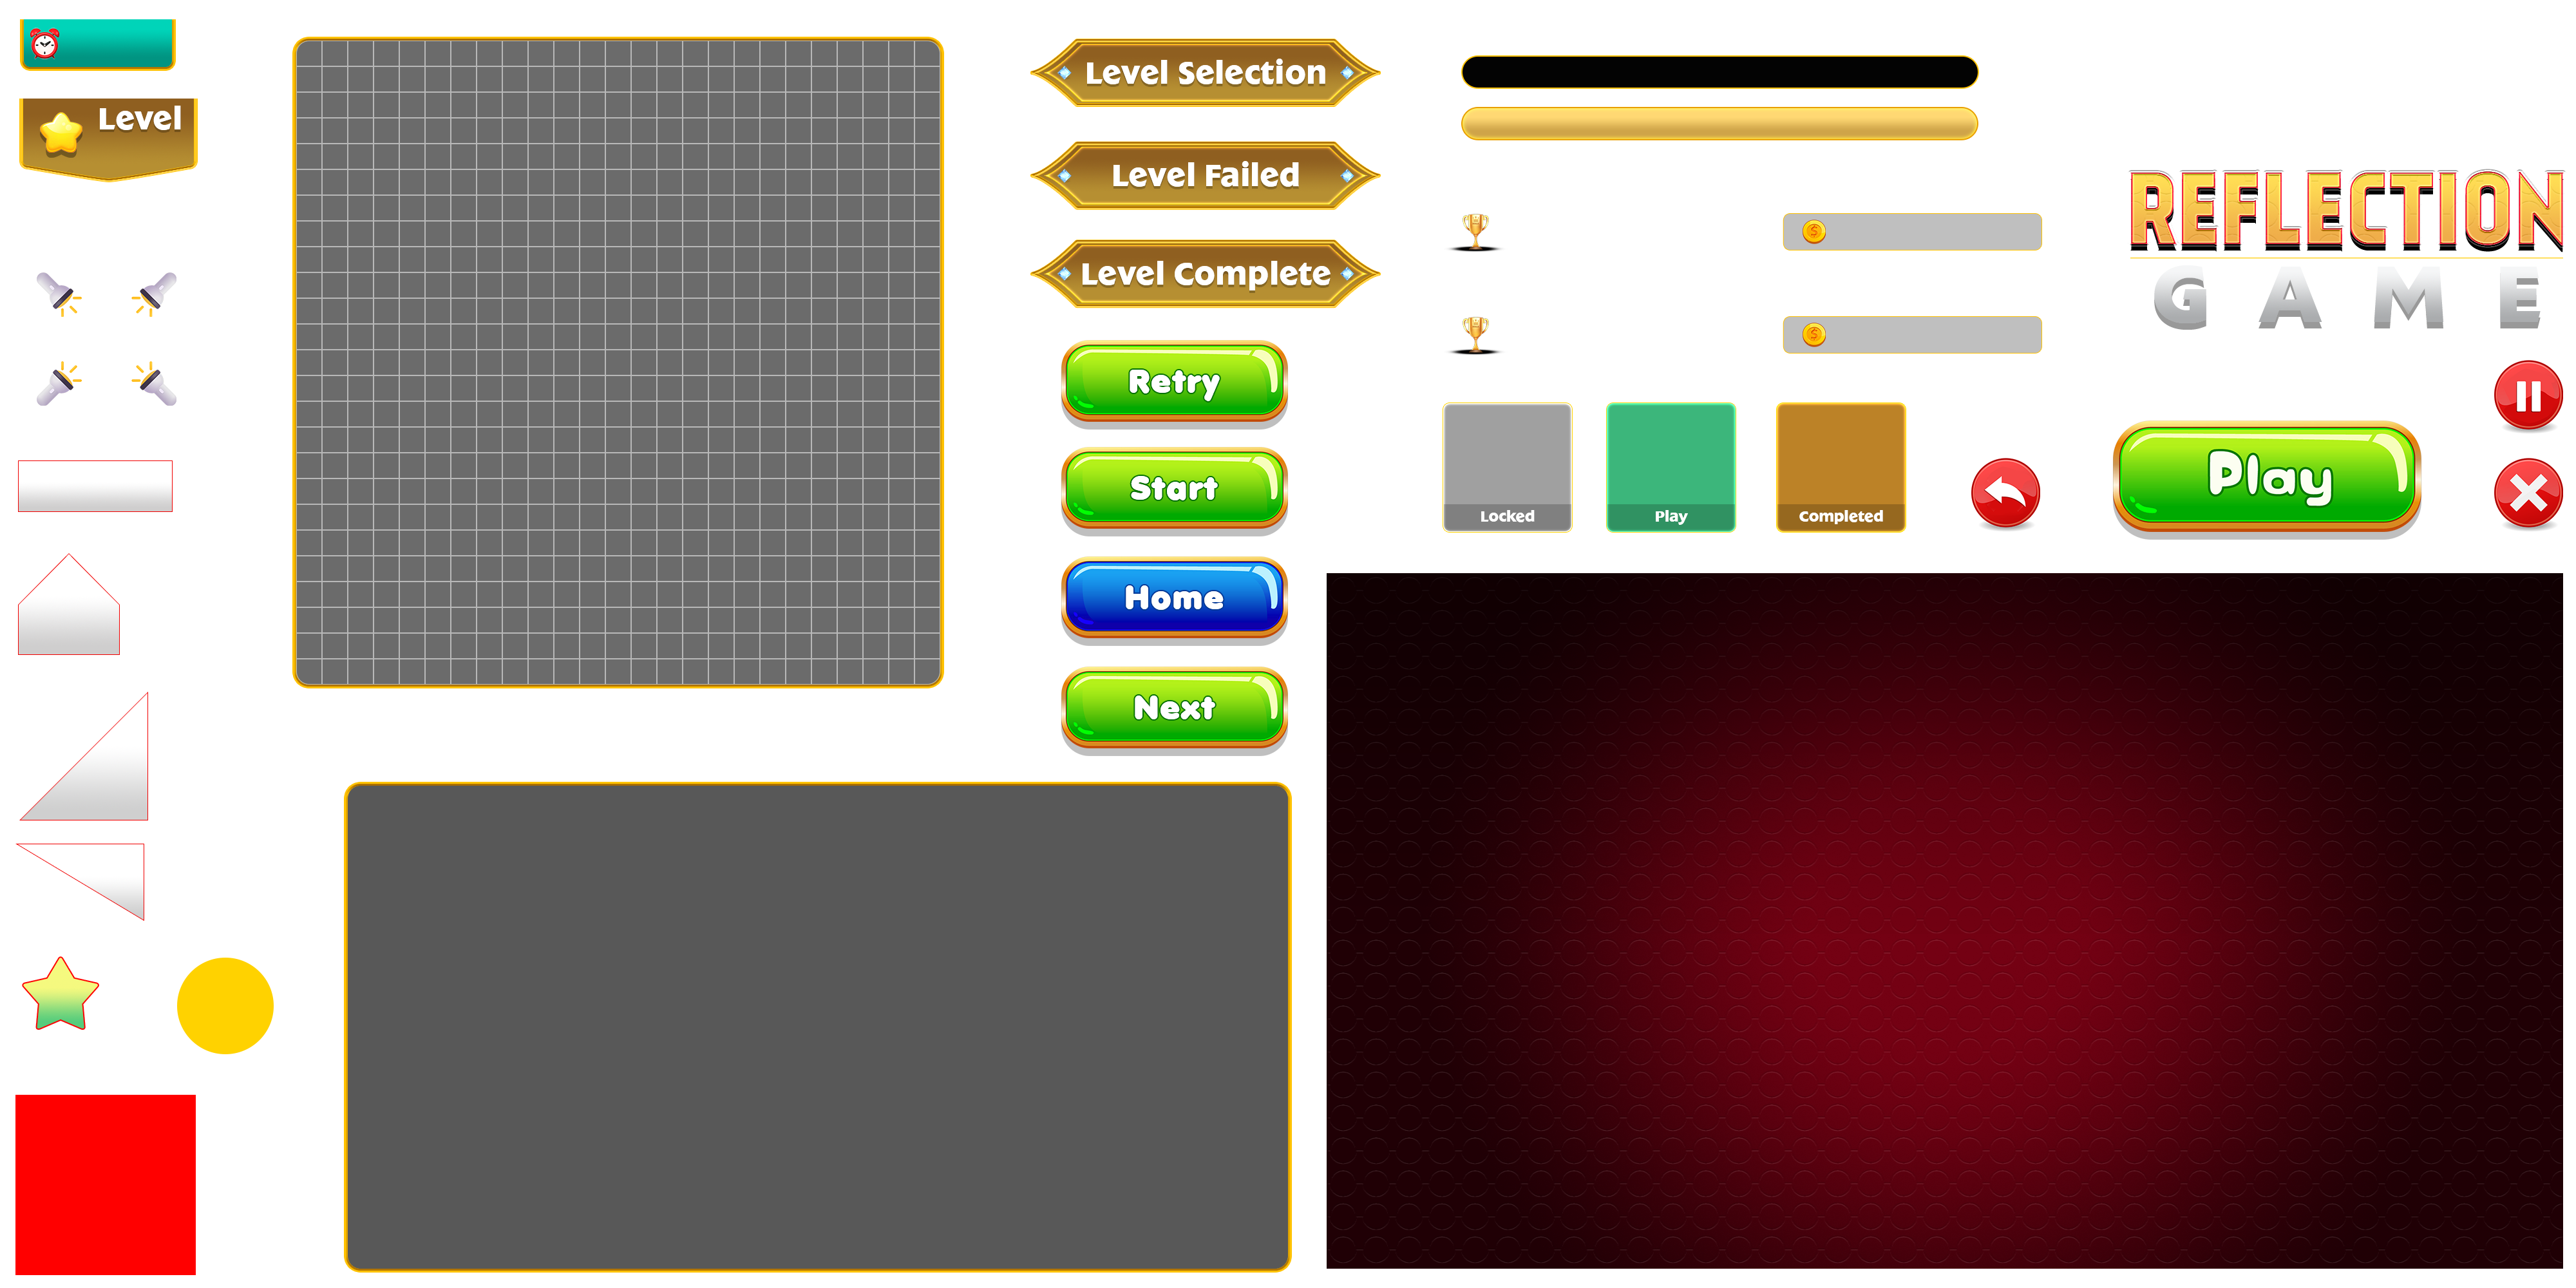 Level
Level Selection
Level Failed
Level Complete
Retry
Start
Home
Next
Locked
Play
Completed
REFLECTION
GAME
Play